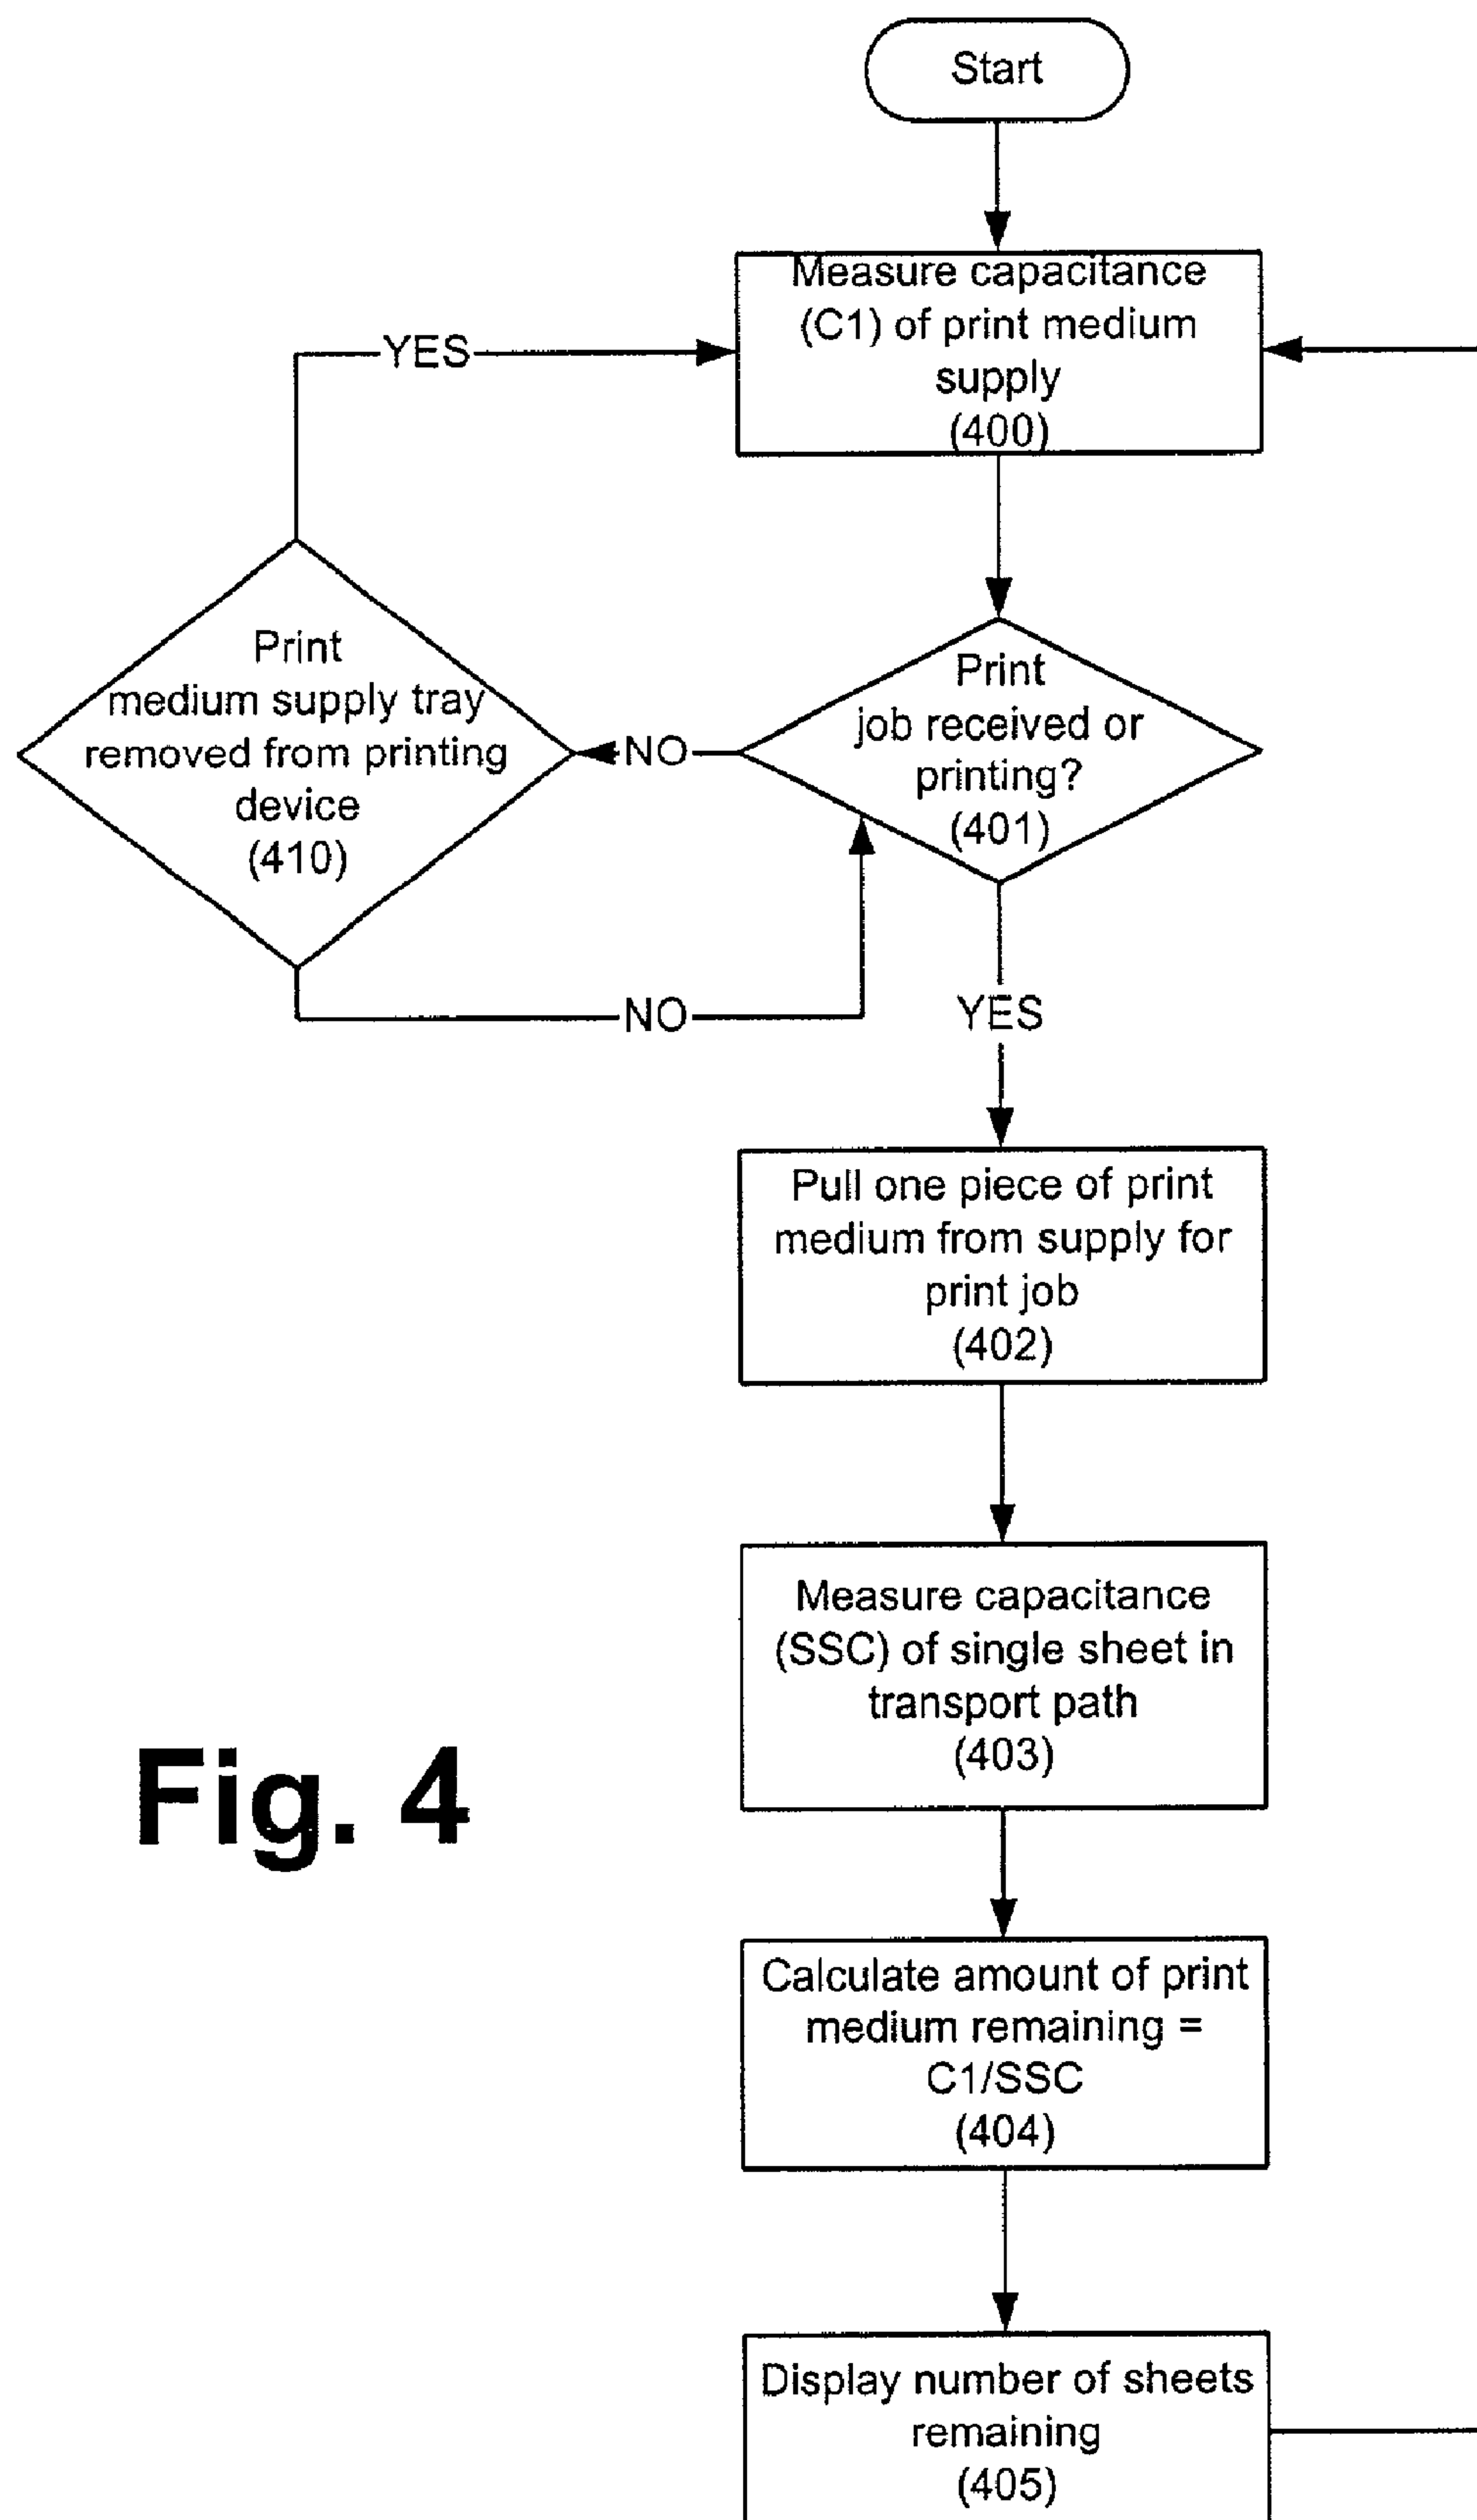 Start
Measure capacitance
(C1) of print medium
supply
(400)
YES
Print
medium supply tray
removed from printing
device
(410)
NO
Print
job received or
printing?
(401)
NO
YES
Pull one piece of print
medium from supply for
print job
(402)
Measure capacitance
(SSC) of single sheet in
transport path
(403)
Fig. 4
Calculate amount of print
medium remaining =
C1/SSC
(404)
Display number of sheets
remaining
(405)